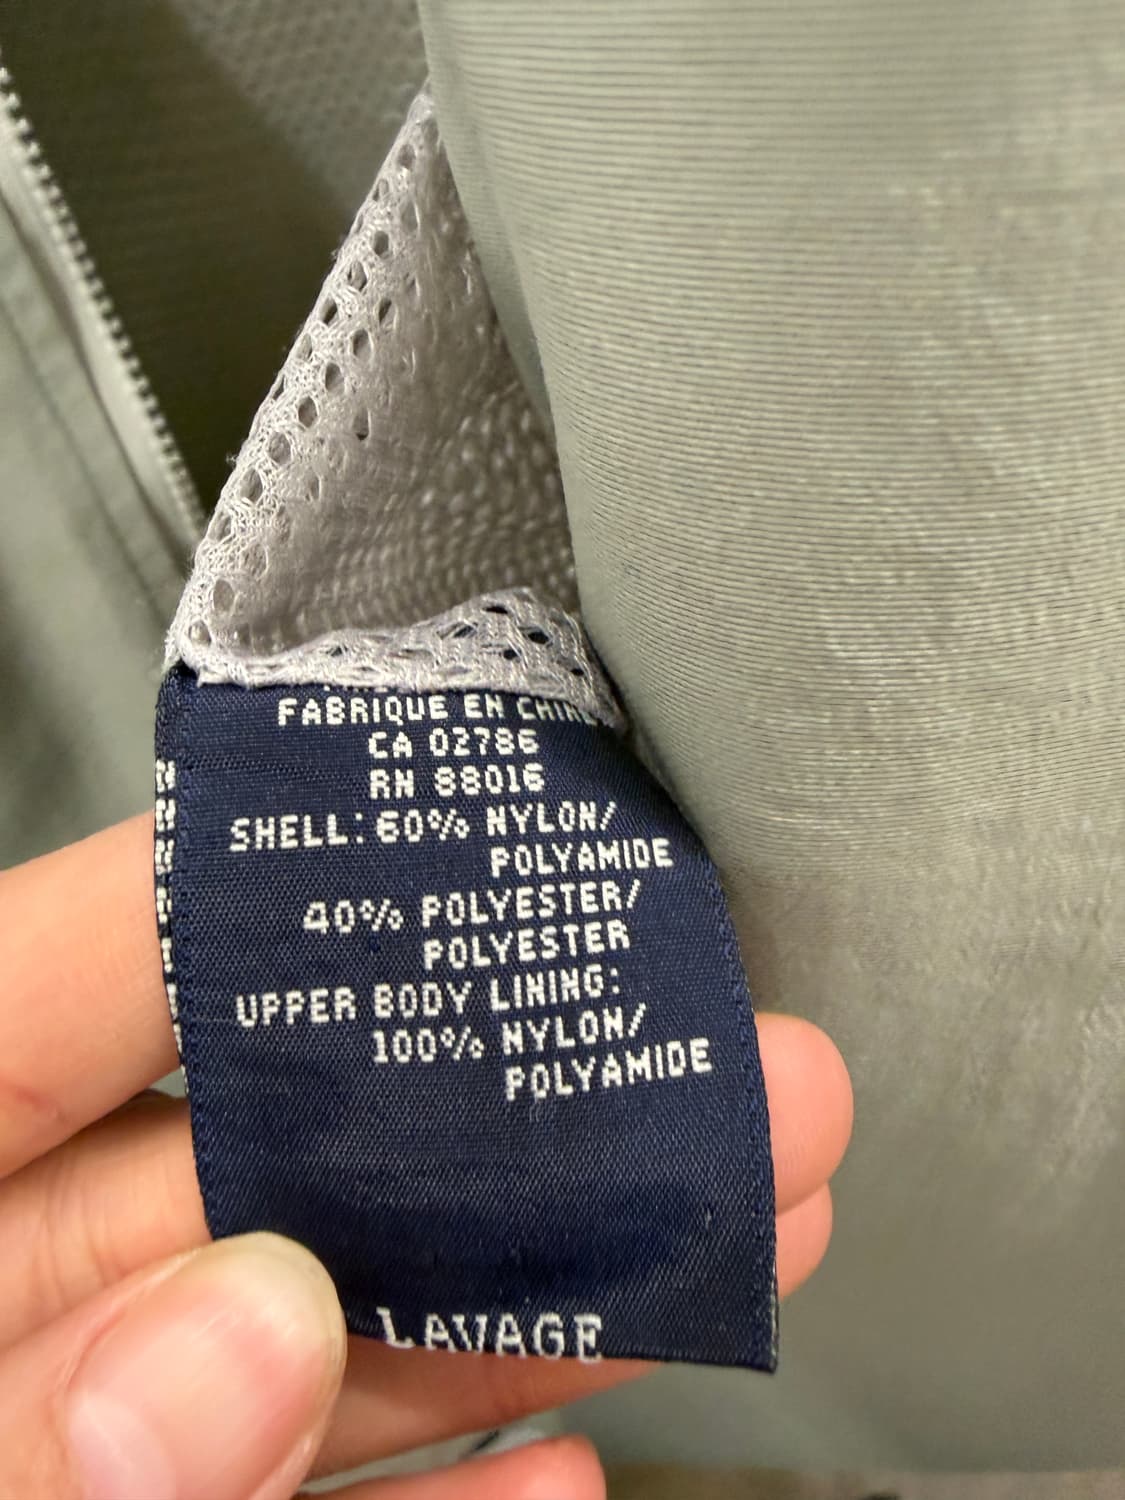 FABRIQUE EN CHINE
CA 02786
RN 88016
SHELL: 60% NYLON/
POLYAMIDE
40% POLYESTER/
POLYESTER
UPPER BODY LINING:
100% NYLON/
POLYAMIDE
LAVAGE